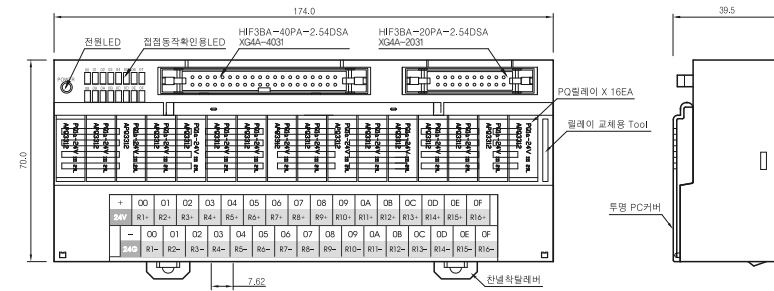 174.0
39.5
전원LED
접점동작확인용LED
HIF3BA-40PA-2.54DSA
XG4A-4031
HIF3BA-20PA-2.54DSA
XG4A-2031
POWER
PQ릴레이 X 16EA
릴레이 교체용 Tool
70.0
투명 PC커버
+ 00 01 02 03 04 05 06 07 08 09 0A 0B 0C 0D 0E 0F
24V R1+ R2+ R3+ R4+ R5+ R6+ R7+ R8+ R9+ R10+ R11+ R12+ R13+ R14+ R15+ R16+
- 00 01 02 03 04 05 06 07 08 09 0A 0B 0C 0D 0E 0F
24G R1- R2- R3- R4- R5- R6- R7- R8- R9- R10- R11- R12- R13- R14- R15- R16-
7.62
찬넬착탈레버